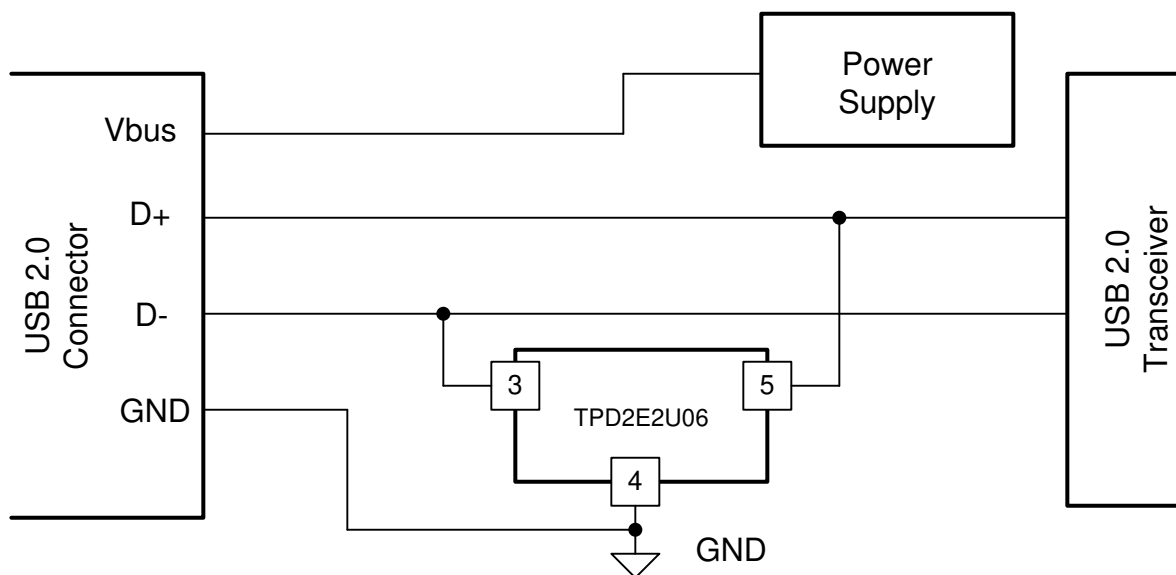 Power
Supply
Vbus
D+
D-
GND
USB 2.0
Connector
USB 2.0
Transceiver
3
5
TPD2E2U06
4
GND